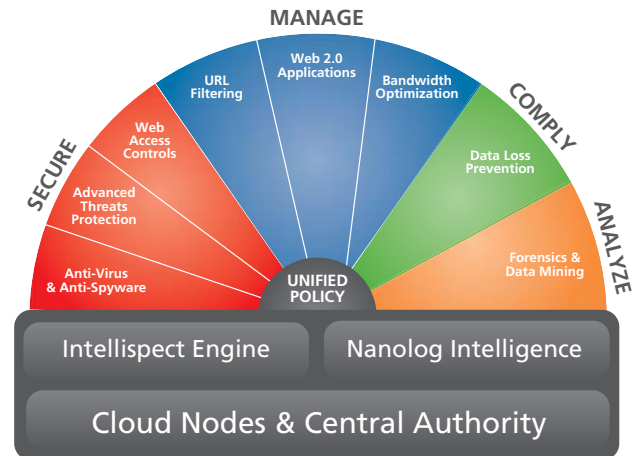 MANAGE
SECURE
COMPLY
ANALYZE
Anti-Virus
& Anti-Spyware
Advanced
Threats
Protection
Web
Access
Controls
URL
Filtering
Web 2.0
Applications
Bandwidth
Optimization
Data Loss
Prevention
Forensics &
Data Mining
UNIFIED
POLICY
Intellispect Engine
Nanolog Intelligence
Cloud Nodes & Central Authority